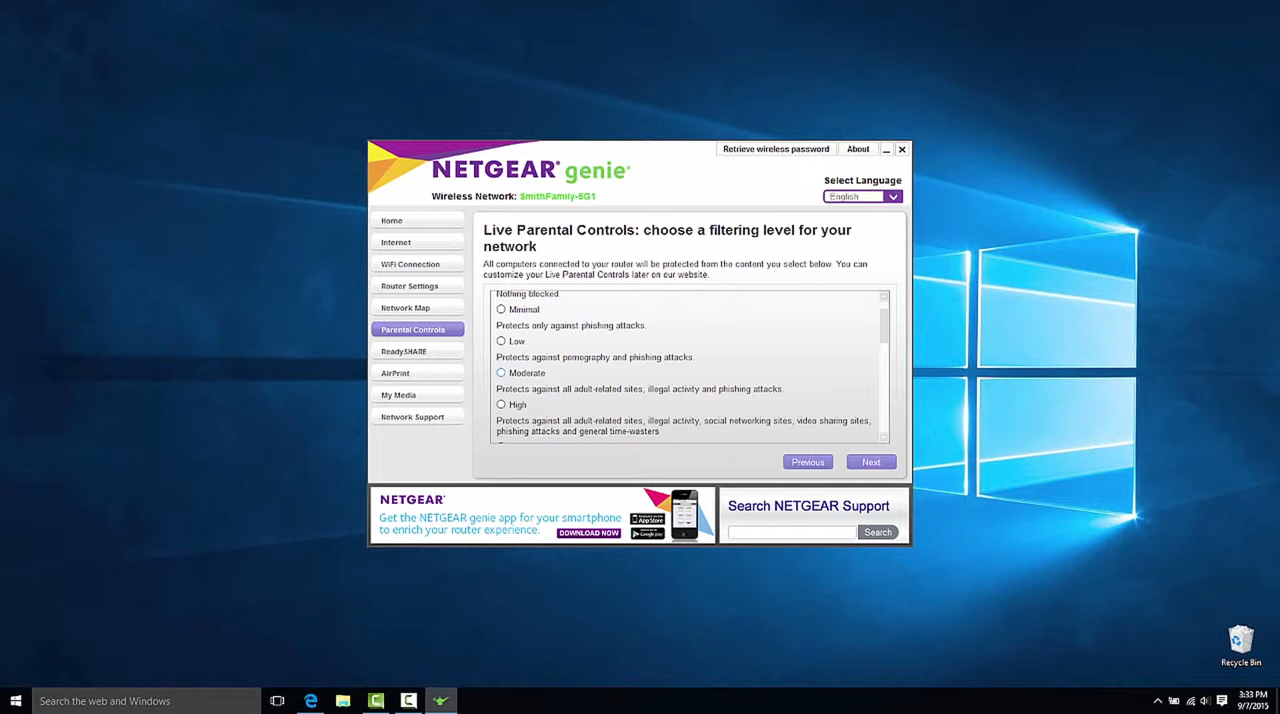 Retrieve wireless password
About
NETGEAR® genie®
Select Language
Wireless Network: SmithFamily-5G1
English
Home
Internet
WiFi Connection
Router Settings
Network Map
Parental Controls
ReadySHARE
AirPrint
My Media
Network Support
Live Parental Controls: choose a filtering level for your
network
All computers connected to your router will be protected from the content you select below. You can
customize your Live Parental Controls later on our website.
Nothing blocked.
Minimal
Protects only against phishing attacks.
Low
Protects against pornography and phishing attacks.
Moderate
Protects against all adult-related sites, illegal activity and phishing attacks.
High
Protects against all adult-related sites, illegal activity, social networking sites, video sharing sites,
phishing attacks and general time-wasters
Previous
Next
NETGEAR®
Get the NETGEAR genie app for your smartphone
to enrich your router experience.
DOWNLOAD NOW
App Store
Google play
Search NETGEAR Support
Search
Recycle Bin
Search the web and Windows
3:33 PM
9/7/2015